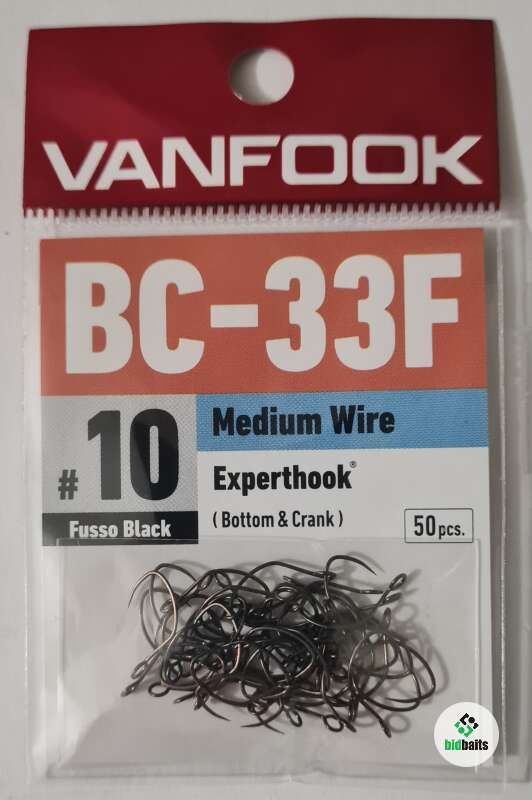 VANFOOK
BC-33F
#10
Medium Wire
Experthook®
(Bottom & Crank)
Fusso Black
50pcs.
bidbaits